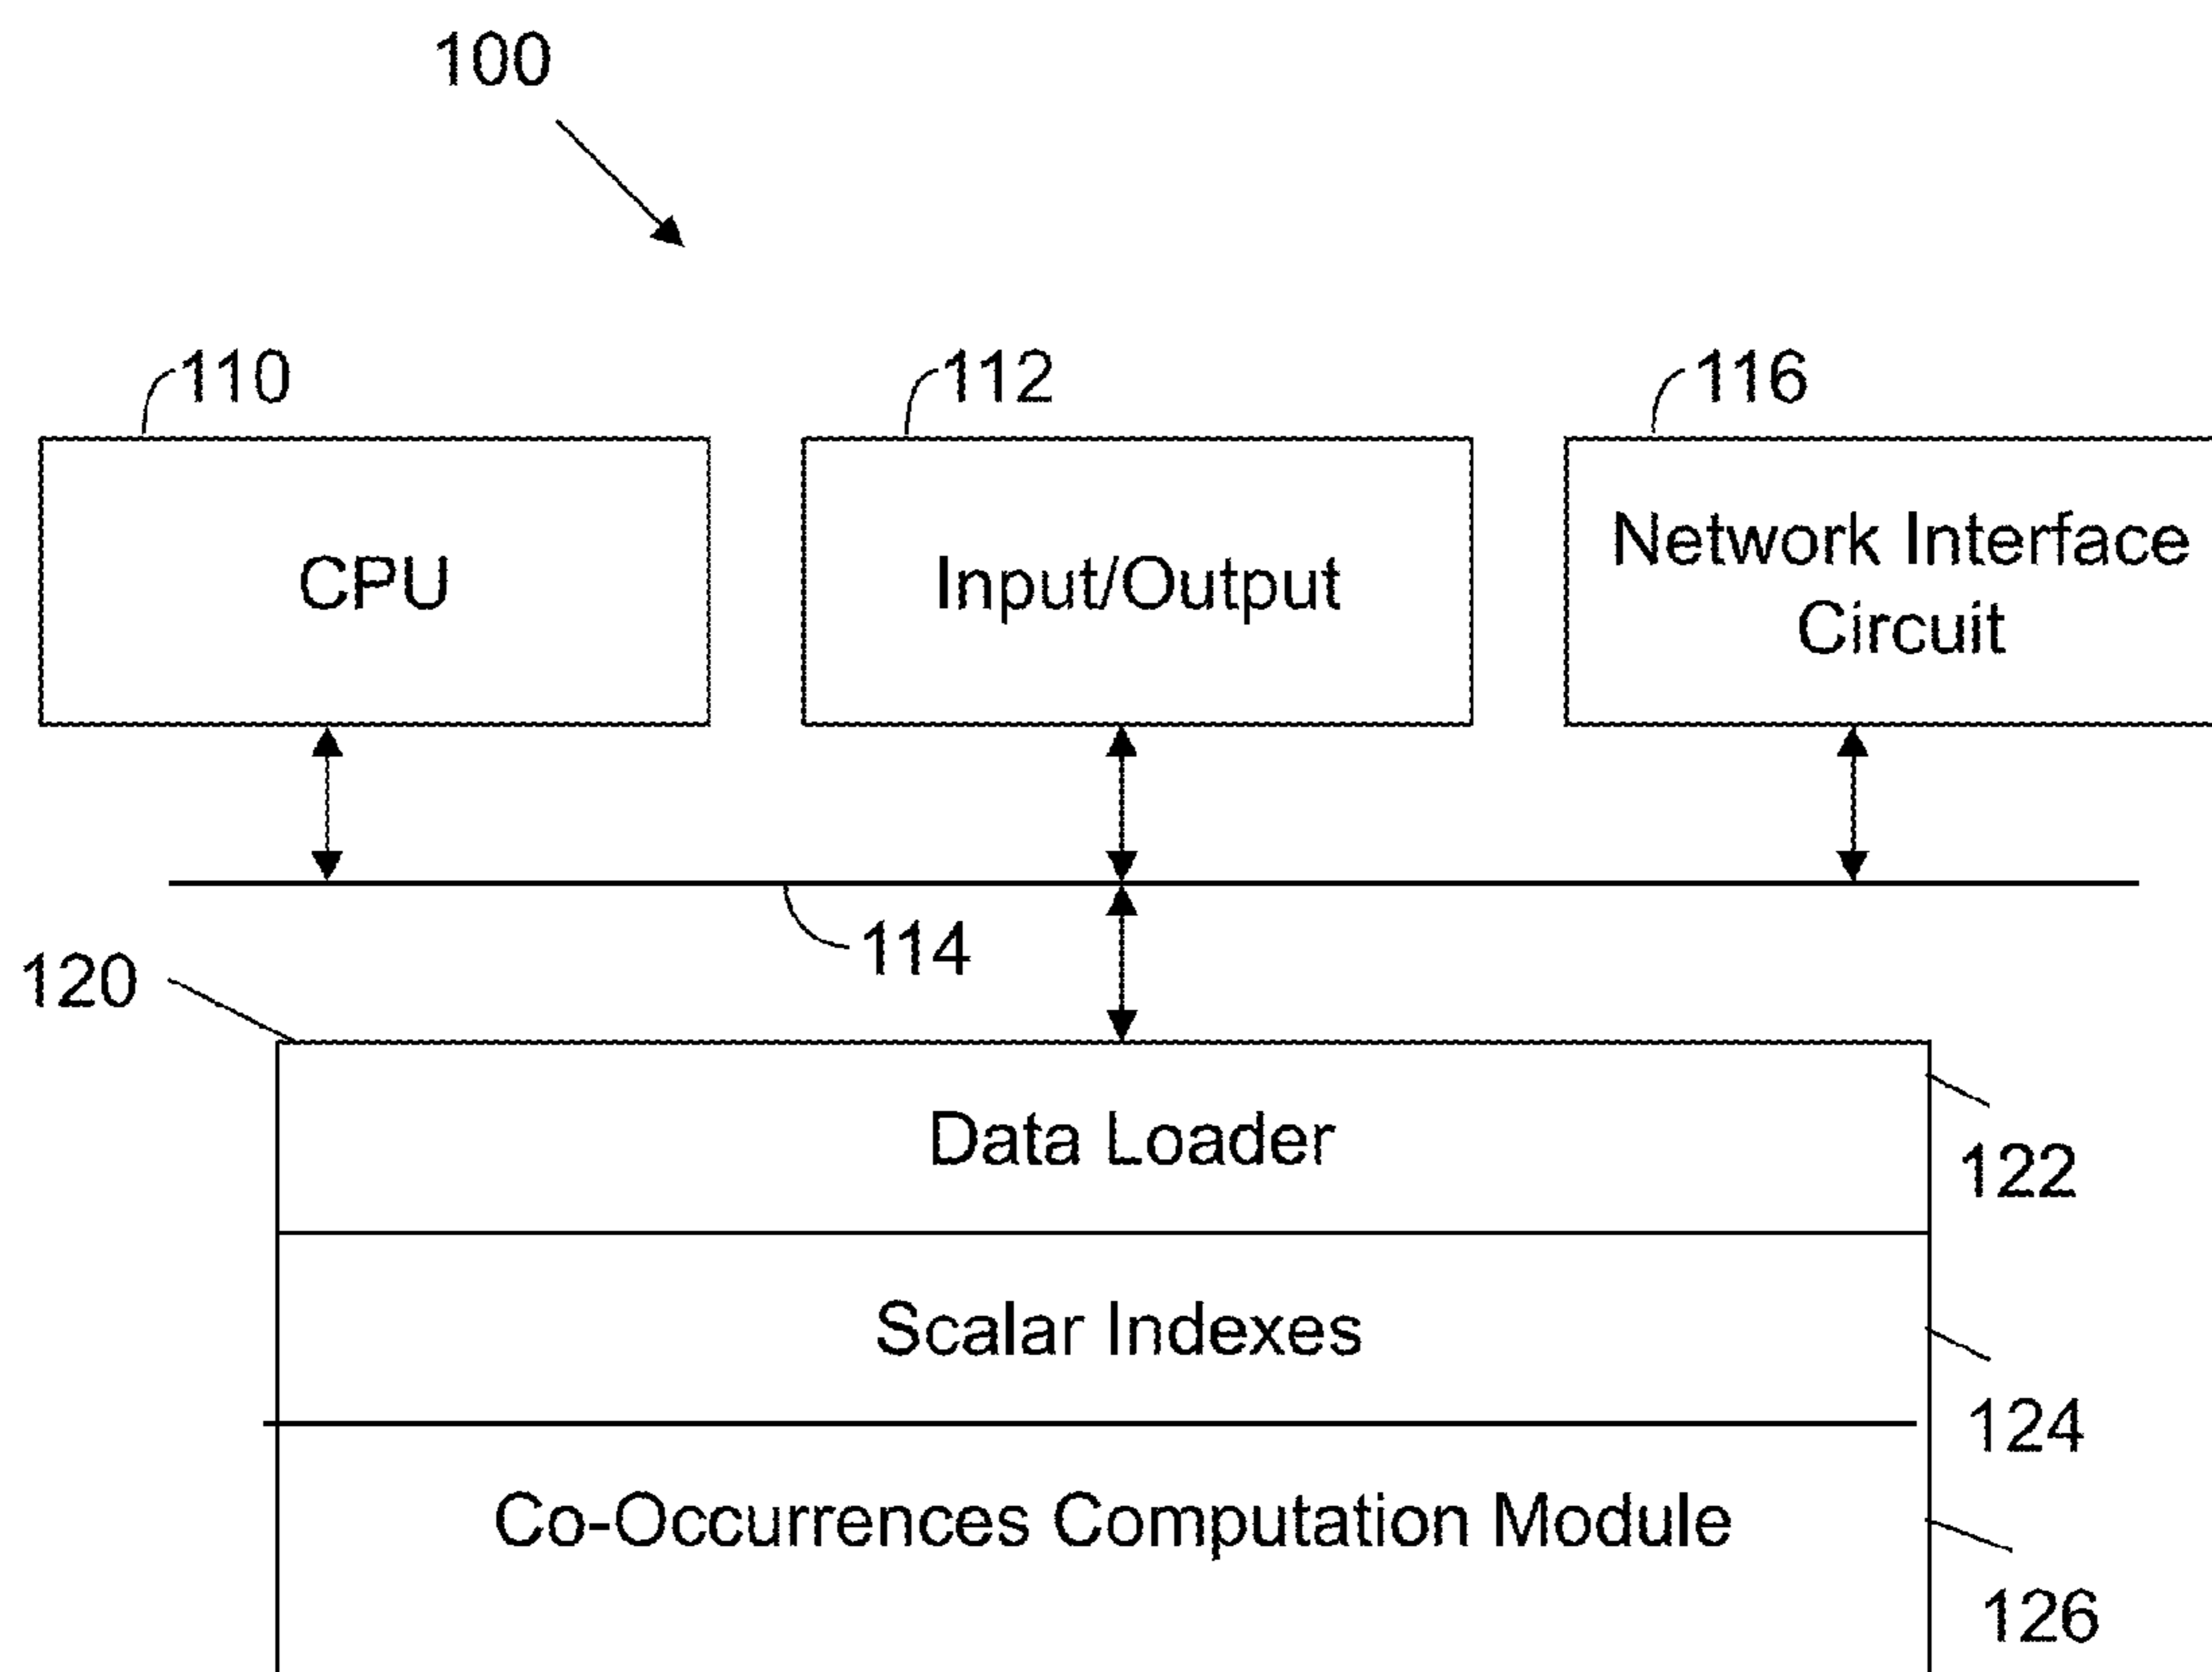 100
110
112
116
CPU
Input/Output
Network Interface
Circuit
114
120
Data Loader
122
Scalar Indexes
124
Co-Occurrences Computation Module
126